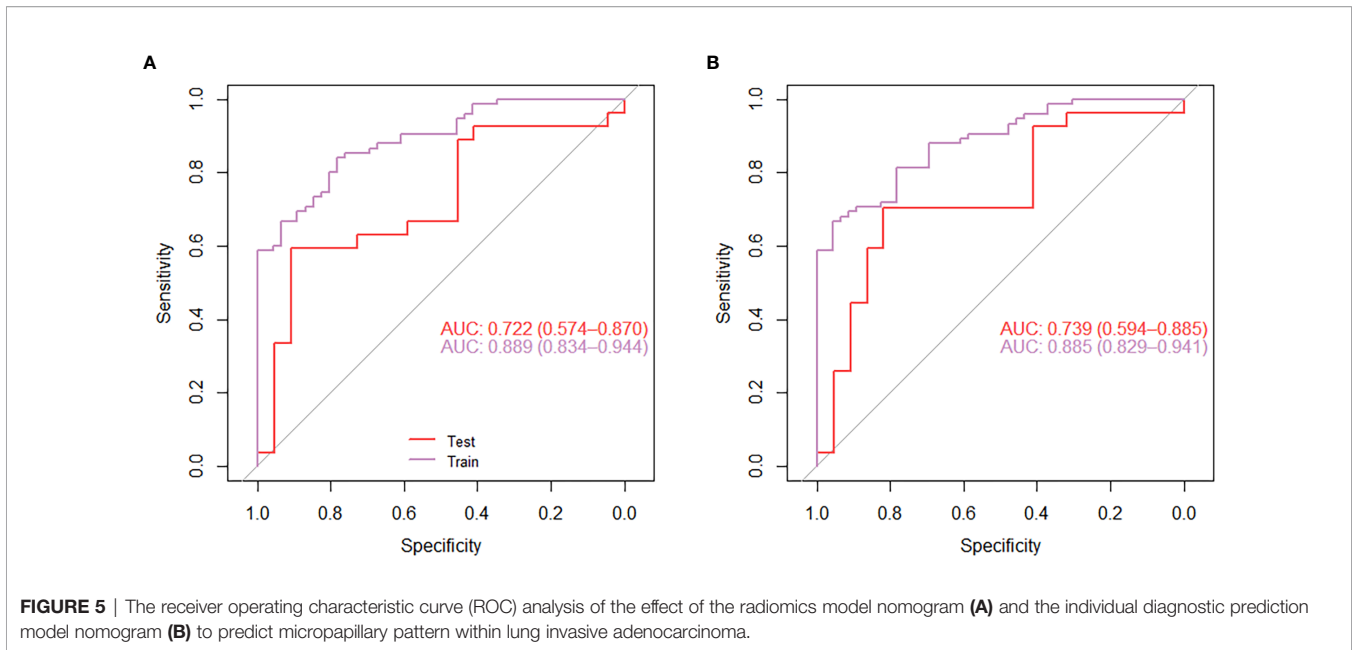 A
B
1.0
0.8
0.6
0.4
0.2
0.0
Sensitivity
AUC: 0.722 (0.574–0.870)
AUC: 0.889 (0.834–0.944)
Test
Train
1.0 0.8 0.6 0.4 0.2 0.0
Specificity
1.0
0.8
0.6
0.4
0.2
0.0
Sensitivity
AUC: 0.739 (0.594–0.885)
AUC: 0.885 (0.829–0.941)
1.0 0.8 0.6 0.4 0.2 0.0
Specificity
FIGURE 5 | The receiver operating characteristic curve (ROC) analysis of the effect of the radiomics model nomogram (A) and the individual diagnostic prediction
model nomogram (B) to predict micropapillary pattern within lung invasive adenocarcinoma.